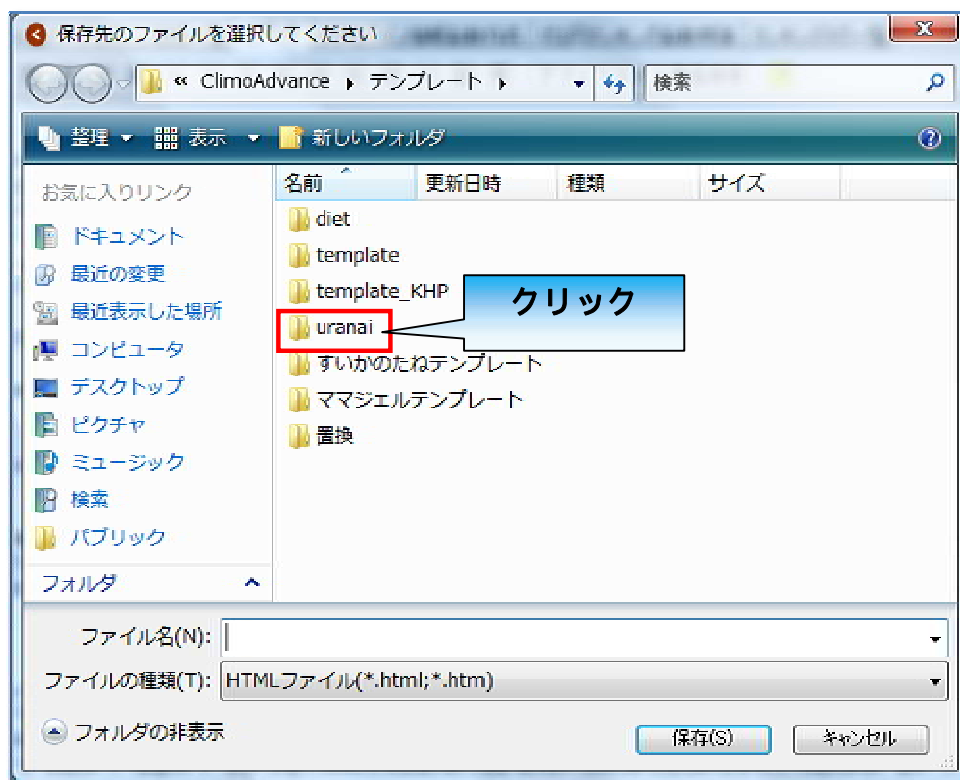 保存先のファイルを選択してください
« ClimoAdvance ▸ テンプレート ▸
検索
整理 表示 新しいフォルダ
お気に入りリンク
ドキュメント
最近の変更
最近表示した場所
コンピュータ
デスクトップ
ピクチャ
ミュージック
検索
パブリック
フォルダ
名前 更新日時 種類 サイズ
diet
template
template_KHP
uranai
すいかのたねテンプレート
ママジェルテンプレート
置換
クリック
ファイル名(N):
ファイルの種類(T): HTMLファイル(*.html;*.htm)
フォルダの非表示
保存(S) キャンセル